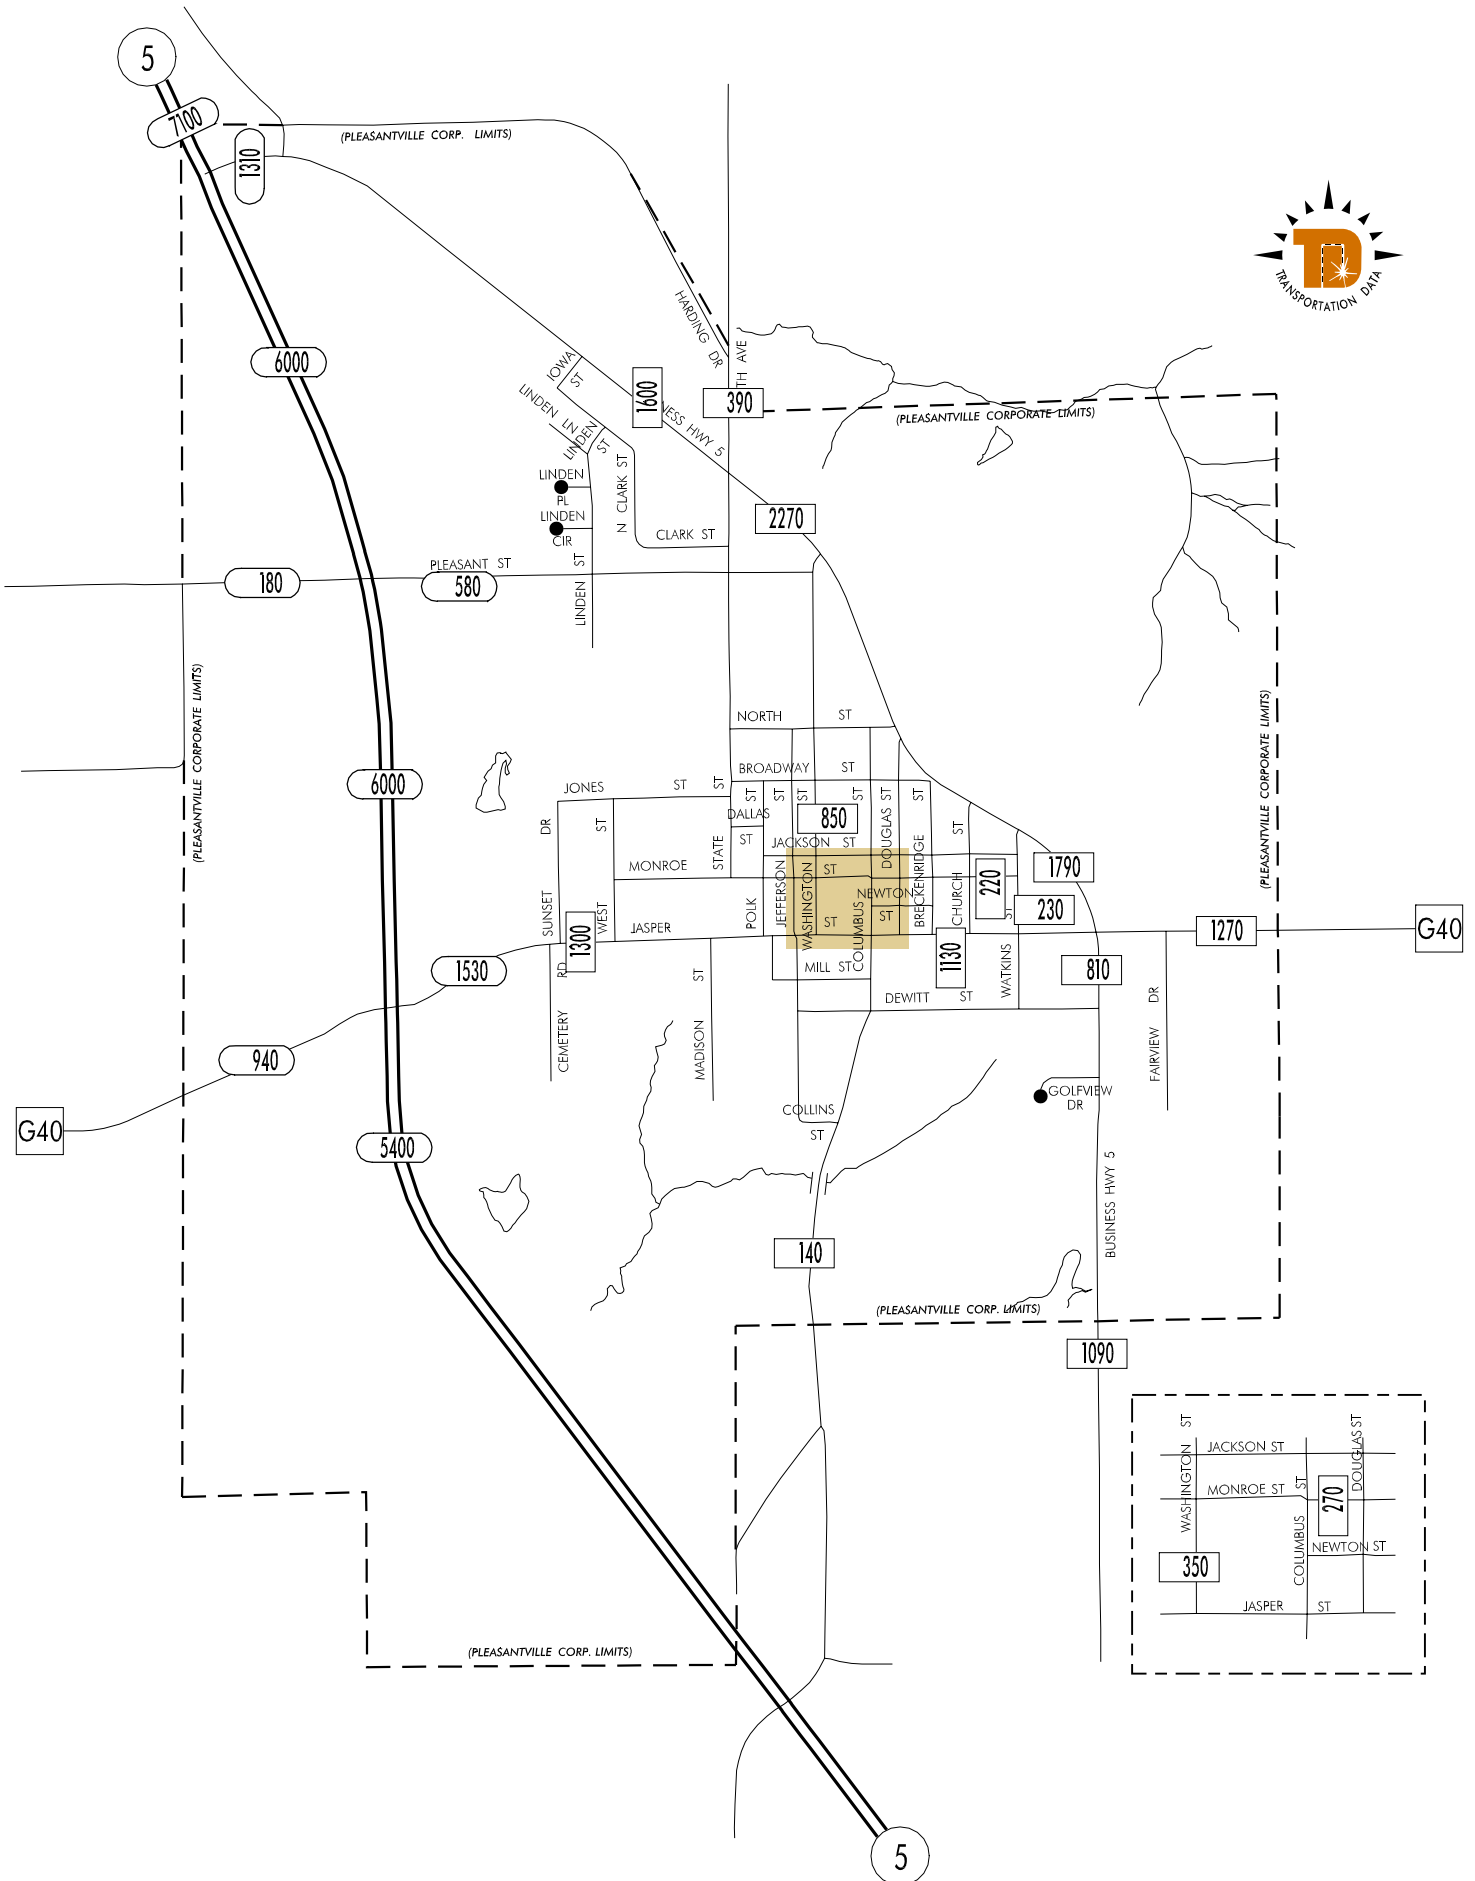 5
7100
(PLEASANTVILLE CORP. LIMITS)
1310
TRANSPORTATION DATA
HARDING DR
TH AVE
6000
IOWA ST
1600
390
NESS HWY 5
(PLEASANTVILLE CORPORATE LIMITS)
LINDEN LN
LINDEN ST
N CLARK ST
LINDEN PL
LINDEN CIR
2270
CLARK ST
PLEASANT ST
180
580
LINDEN ST
(PLEASANTVILLE CORPORATE LIMITS)
(PLEASANTVILLE CORPORATE LIMITS)
NORTH ST
BROADWAY ST
6000
JONES ST
STATE ST
DALLAS ST
POLK ST
JEFFERSON ST
WASHINGTON ST
850
COLUMBUS ST
DOUGLAS ST
BRECKENRIDGE ST
CHURCH ST
JACKSON ST
MONROE ST
SUNSET DR
WEST ST
220
1790
NEWTON ST
230
ST
JASPER ST
1300
1530
1130
1270
G40
810
MILL ST
WATKINS
DEWITT ST
CEMETERY RD
MADISON ST
FAIRVIEW DR
940
G40
COLLINS ST
GOLFVIEW DR
5400
BUSINESS HWY 5
140
(PLEASANTVILLE CORP. LIMITS)
1090
WASHINGTON ST
JACKSON ST
DOUGLAS ST
MONROE ST
COLUMBUS ST
270
NEWTON ST
350
JASPER ST
(PLEASANTVILLE CORP. LIMITS)
5